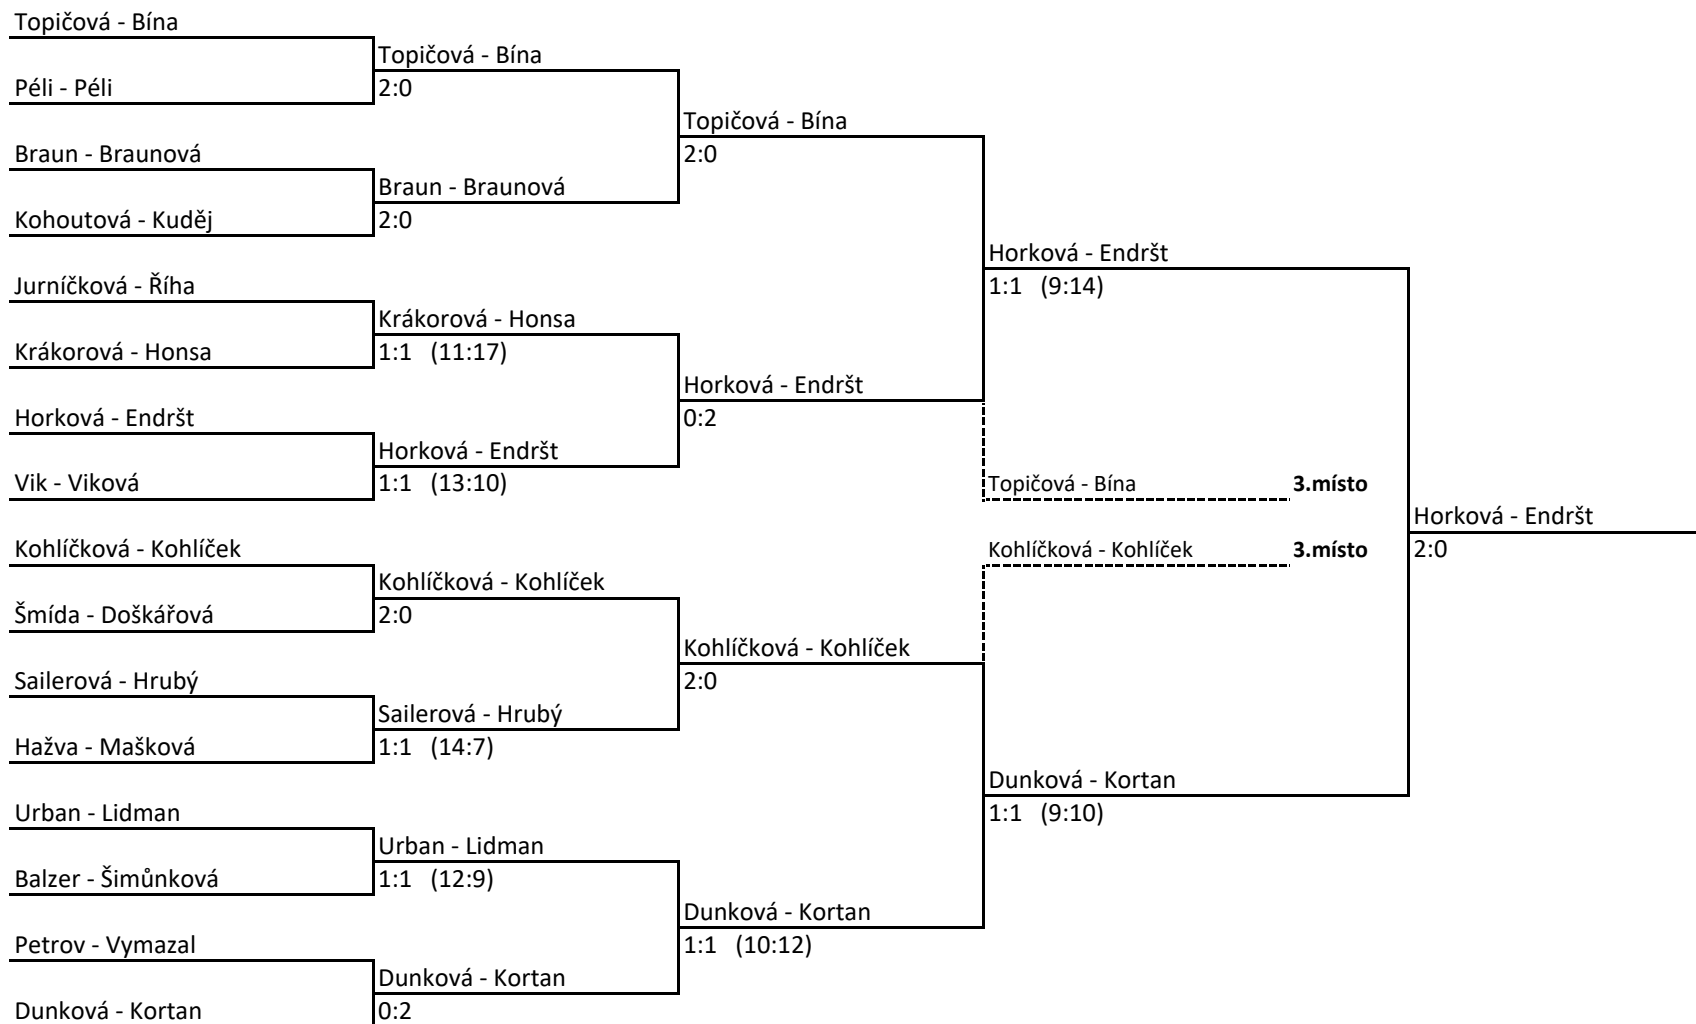 Topičová - Bína
Topičová - Bína
Péli - Péli
2:0
Topičová - Bína
Braun - Braunová
2:0
Braun - Braunová
Kohoutová - Kuděj
2:0
Horková - Endršt
Jurníčková - Říha
1:1 (9:14)
Krákorová - Honsa
Krákorová - Honsa
1:1 (11:17)
Horková - Endršt
Horková - Endršt
0:2
Horková - Endršt
Vik - Viková
1:1 (13:10)
Topičová - Bína 3.místo
Horková - Endršt
Kohlíčková - Kohlíček
Kohlíčková - Kohlíček 3.místo
2:0
Kohlíčková - Kohlíček
Šmída - Doškářová
2:0
Kohlíčková - Kohlíček
Sailerová - Hrubý
2:0
Sailerová - Hrubý
Hažva - Mašková
1:1 (14:7)
Dunková - Kortan
Urban - Lidman
1:1 (9:10)
Urban - Lidman
Balzer - Šimůnková
1:1 (12:9)
Dunková - Kortan
Petrov - Vymazal
1:1 (10:12)
Dunková - Kortan
Dunková - Kortan
0:2